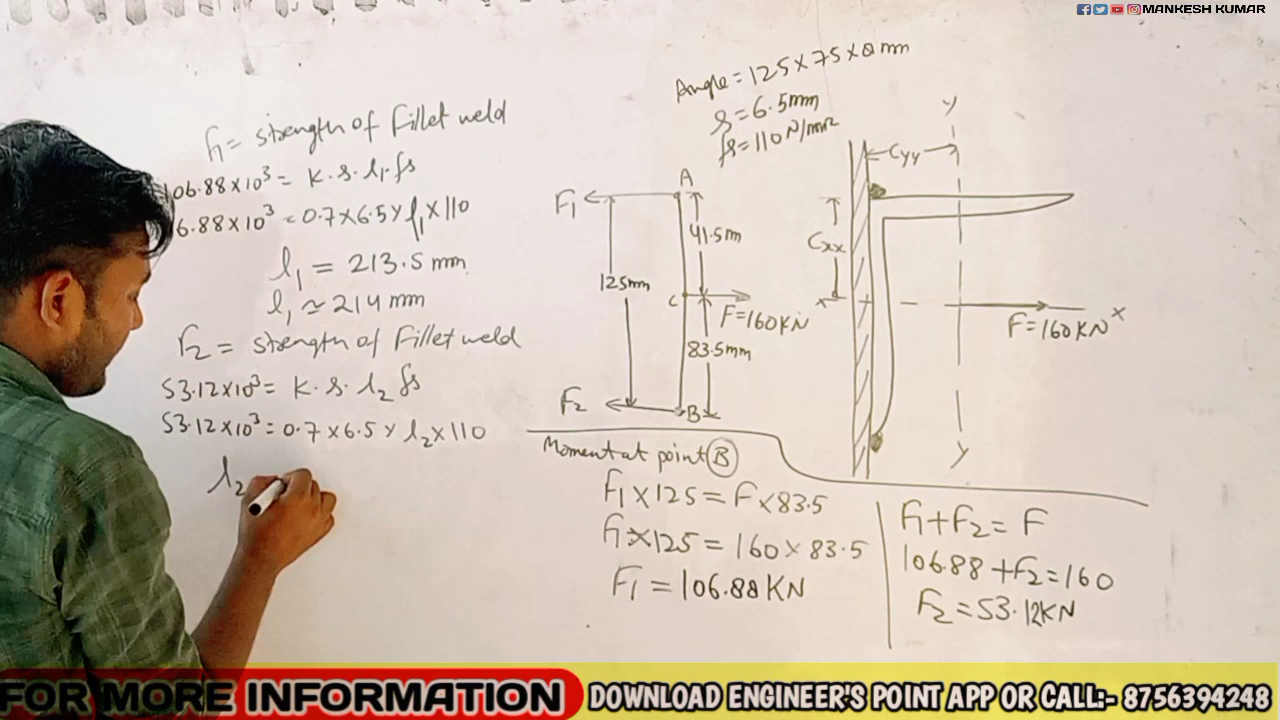 MANKESH KUMAR
Angle = 125×75×8 mm
s = 6.5mm
fs = 110 N/mm2
F1 = strength of Fillet weld
106.88×10³ = K. s. l1. fs
6.88×10³ = 0.7×6.5×l1×110
l1 = 213.5 mm
l1 ≃ 214 mm
F2 = strength of Fillet weld
53.12×10³ = K. s. l2 fs
53.12×10³ = 0.7×6.5×l2×110
l2
A
F1
41.5m
125mm
C
F=160KN
83.5mm
F2
B
Y
Cyy
Cxx
X
X
F=160KN
Y
Moment at point B
F1×125 = F×83.5
F1×125 = 160×83.5
F1 = 106.88KN
F1+F2 = F
106.88+F2=160
F2=53.12KN
FOR MORE INFORMATION DOWNLOAD ENGINEER'S POINT APP OR CALL:- 8756394248